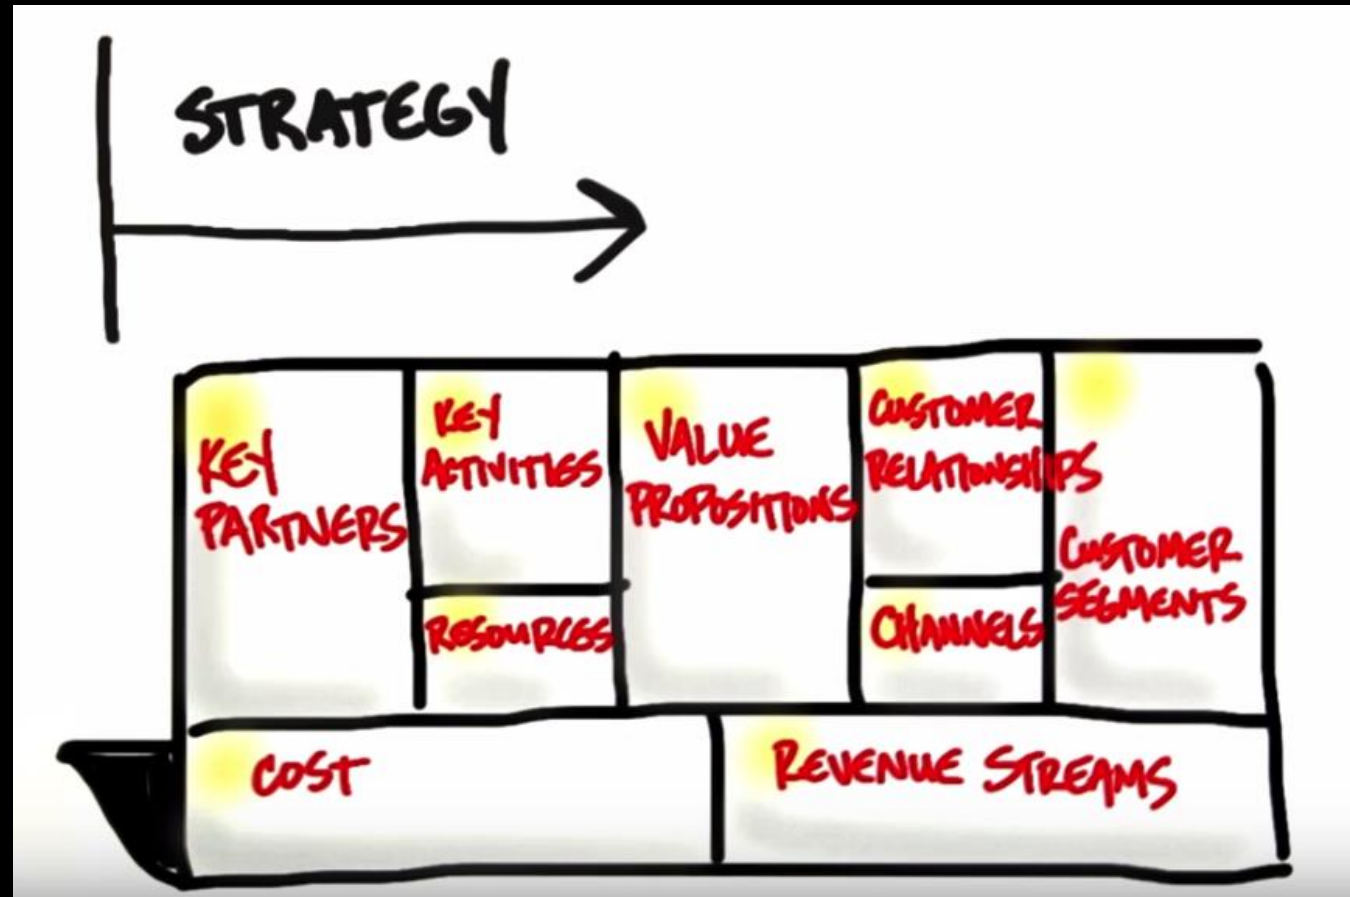 STRATEGY
KEY
PARTNERS
KEY
ACTIVITIES
RESOURCES
VALUE
PROPOSITIONS
CUSTOMER
RELATIONSHIPS
CHANNELS
CUSTOMER
SEGMENTS
COST
REVENUE STREAMS